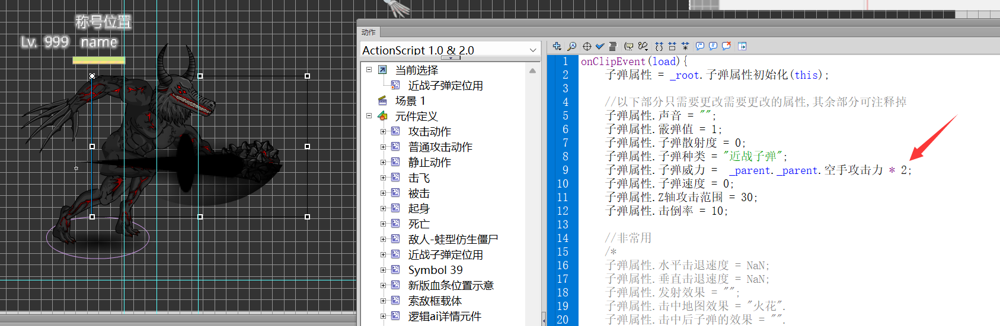 称号位置
Lv. 999 name
动作
ActionScript 1.0 & 2.0
当前选择
近战子弹定位用
场景 1
元件定义
攻击动作
普通攻击动作
静止动作
击飞
被击
起身
死亡
敌人-蛙型仿生僵尸
近战子弹定位用
Symbol 39
新版血条位置示意
索敌框载体
逻辑ai详情元件
1 onClipEvent(load){
2 子弹属性 = _root.子弹属性初始化(this);
3
4 //以下部分只需要更改需要更改的属性,其余部分可注释掉
5 子弹属性.声音 = "";
6 子弹属性.霰弹值 = 1;
7 子弹属性.子弹散射度 = 0;
8 子弹属性.子弹种类 = "近战子弹";
9 子弹属性.子弹威力 =  _parent._parent.空手攻击力 * 2;
10 子弹属性.子弹速度 = 0;
11 子弹属性.Z轴攻击范围 = 30;
12 子弹属性.击倒率 = 10;
13
14 //非常用
15 /*
16 子弹属性.水平击退速度 = NaN;
17 子弹属性.垂直击退速度 = NaN;
18 子弹属性.发射效果 = "";
19 子弹属性.击中地图效果 = "火花".
20 子弹属性.击中后子弹的效果 = "".